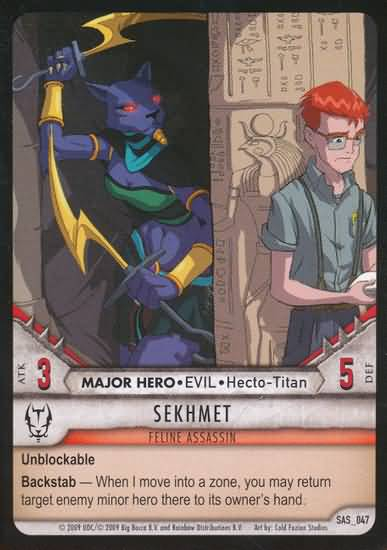 ATK
3
MAJOR HERO•EVIL•Hecto-Titan
5
DEF
SEKHMET
FELINE ASSASSIN
Unblockable
Backstab — When I move into a zone, you may return
target enemy minor hero there to its owner's hand.
© 2009 UDC/© 2009 Big Bocca B.V. and Rainbow Distributions B.V. Art by: Cold Fusion Studios
SAS_047